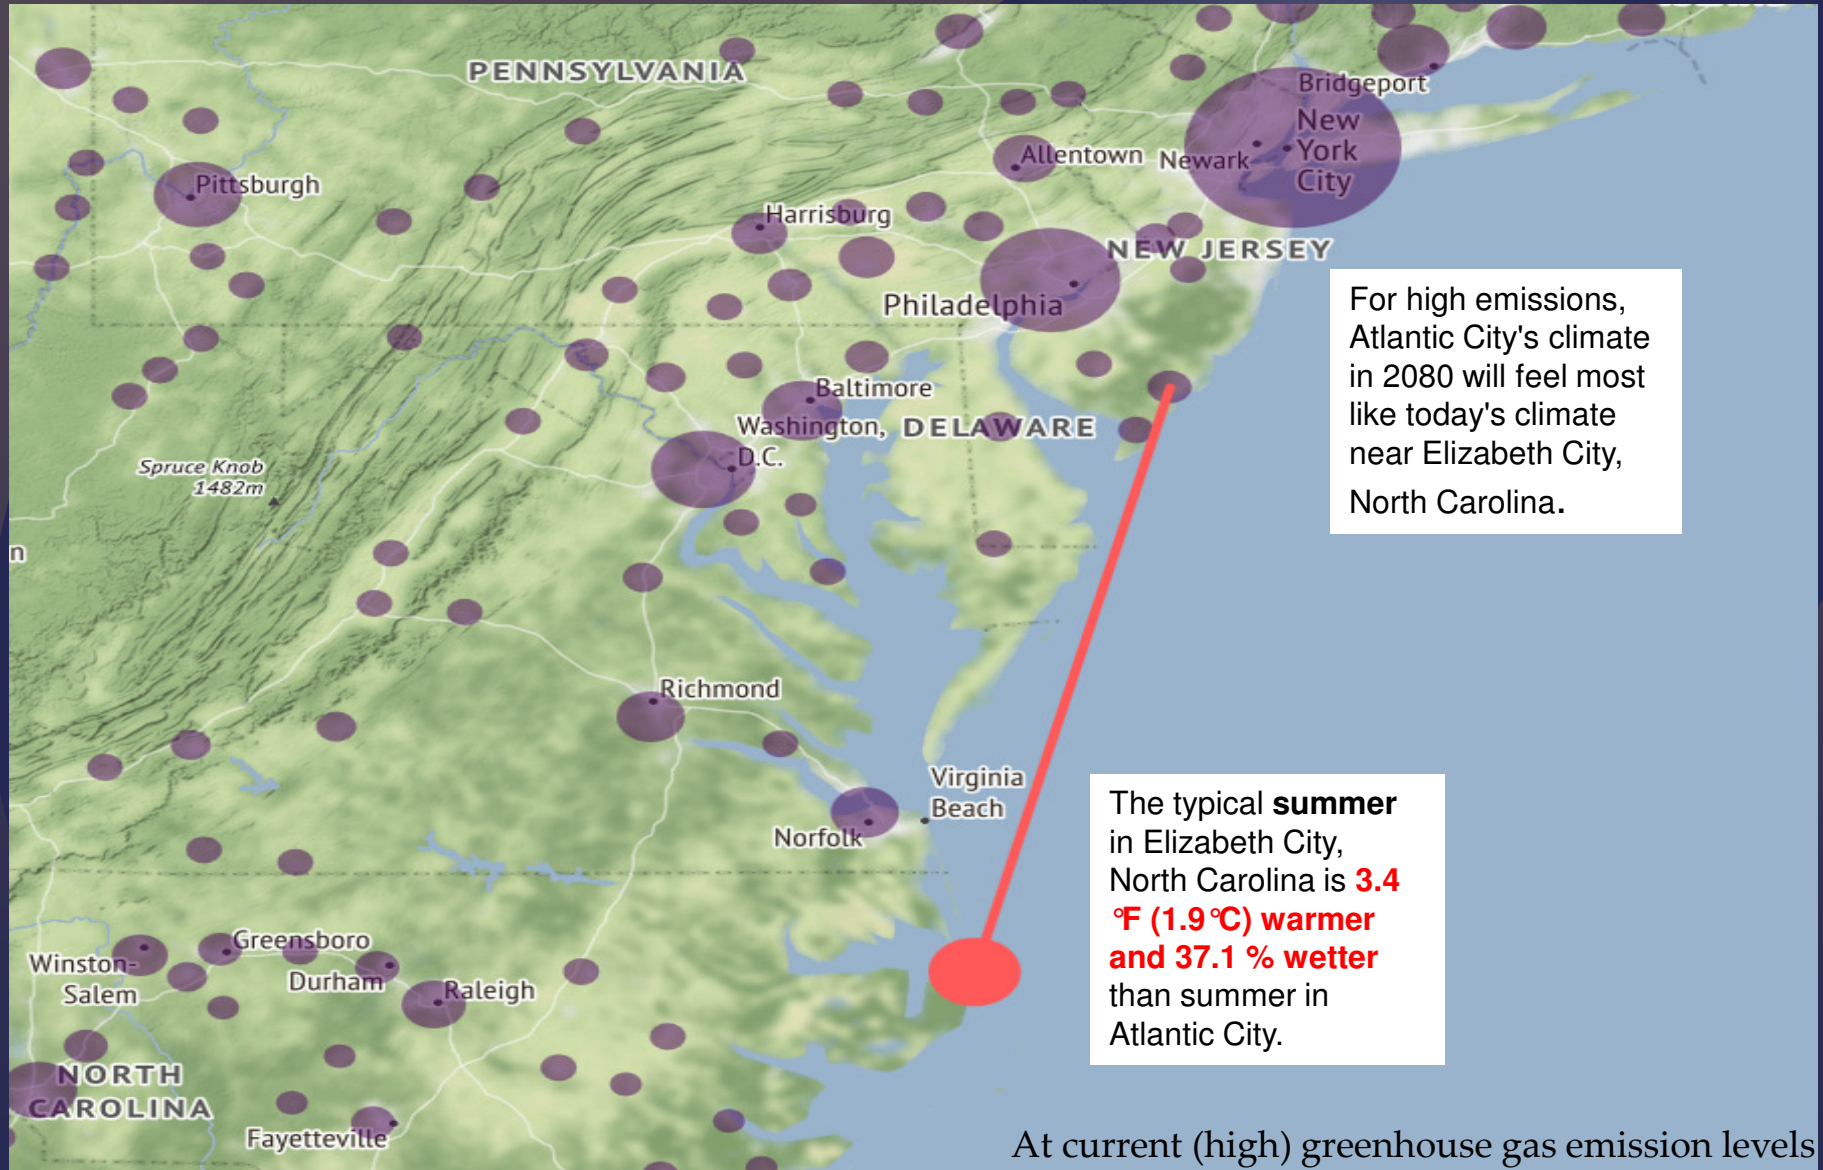 PENNSYLVANIA
Bridgeport
New
York
City
Newark
Allentown
Pittsburgh
Harrisburg
NEW JERSEY
Philadelphia
For high emissions,
Atlantic City's climate
in 2080 will feel most
like today's climate
near Elizabeth City,
North Carolina.
Baltimore
Washington,
D.C.
DELAWARE
Spruce Knob
1482m
n
Richmond
Virginia
Beach
Norfolk
The typical summer
in Elizabeth City,
North Carolina is 3.4
°F (1.9°C) warmer
and 37.1 % wetter
than summer in
Atlantic City.
Greensboro
Winston-
Salem
Durham
Raleigh
NORTH
CAROLINA
Fayetteville
At current (high) greenhouse gas emission levels